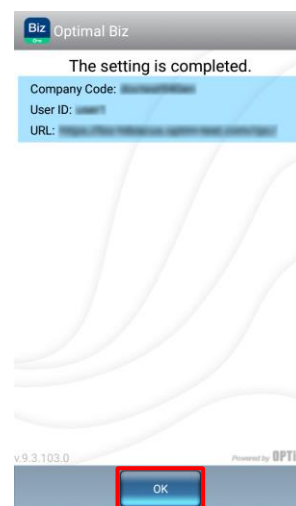 Biz
Optimal Biz
The setting is completed.
Company Code:
User ID:
URL:
v.9.3.103.0
Powered by OPTi
OK